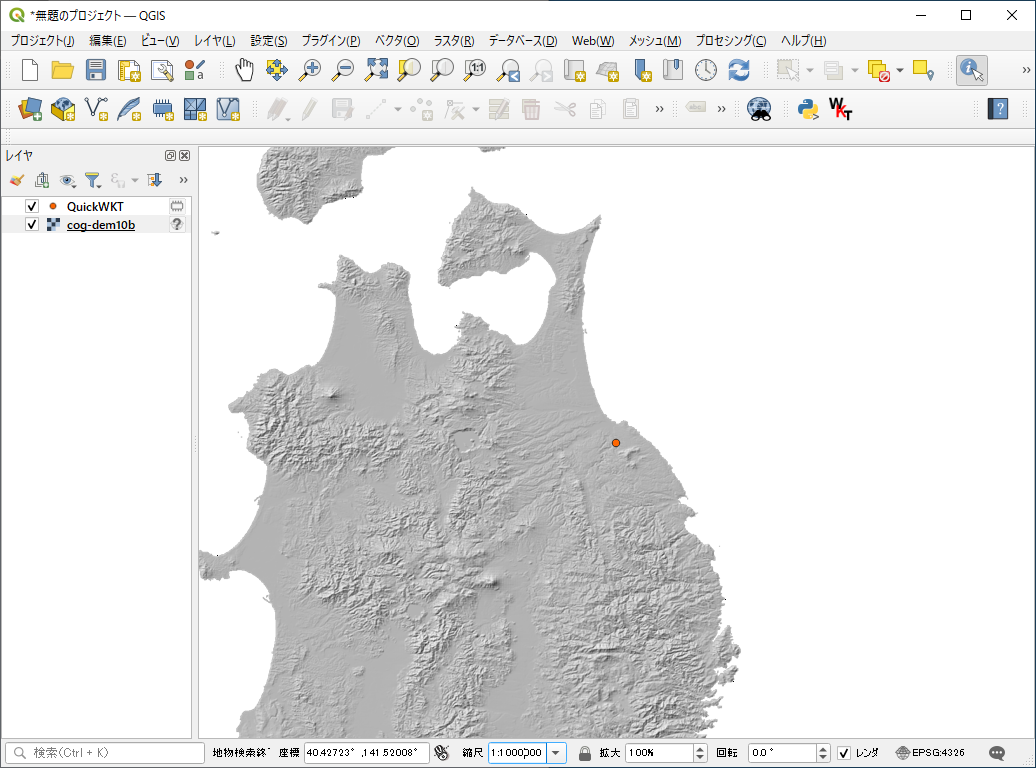 *無題のプロジェクト — QGIS
プロジェクト(J) 編集(E) ビュー(V) レイヤ(L) 設定(S) プラグイン(P) ベクタ(O) ラスタ(R) データベース(D) Web(W) メッシュ(M) プロセシング(C) ヘルプ(H)
レイヤ
QuickWKT
cog-dem10b
検索(Ctrl + K) 地物検索終 座標 40.42723°,141.52008° 縮尺 1:1000000 拡大 100% 回転 0.0° レンダ EPSG:4326